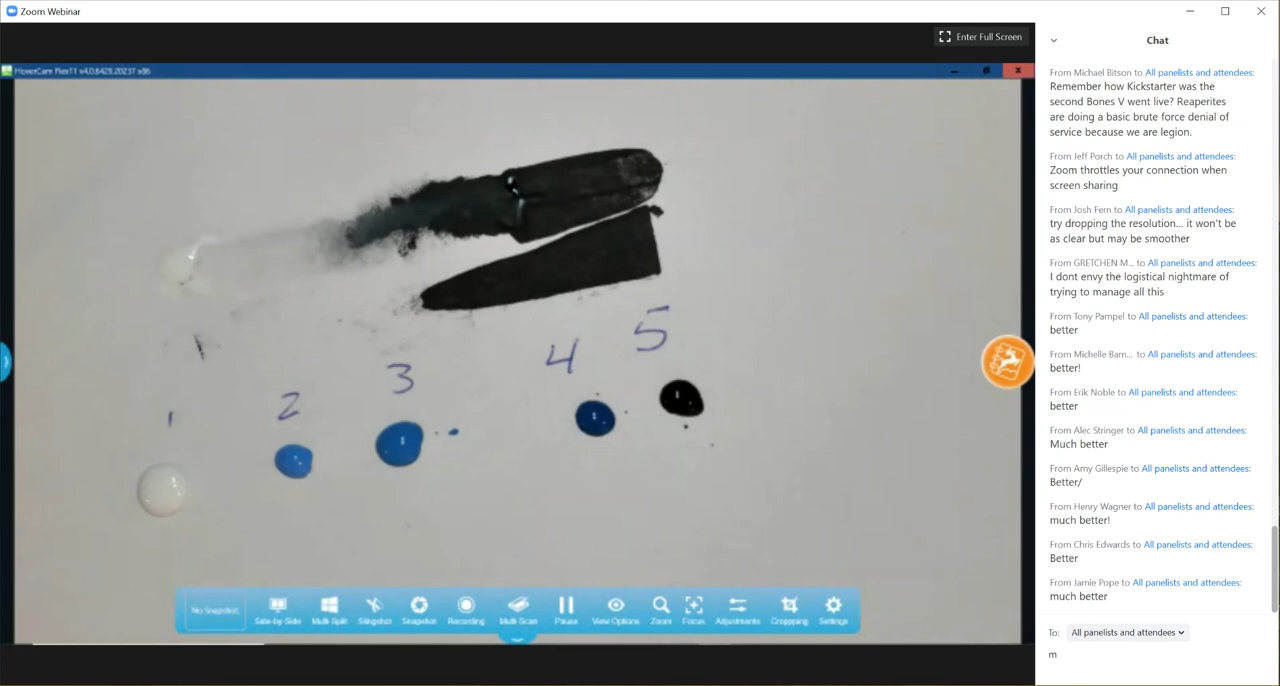 Zoom Webinar
Enter Full Screen
Chat
HoverCam Flex11 v4.0.8429.20237 x86
From Michael Bitson to All panelists and attendees:
Remember how Kickstarter was the
second Bones V went live? Reaperites
are doing a basic brute force denial of
service because we are legion.
From Jeff Porch to All panelists and attendees:
Zoom throttles your connection when
screen sharing
From Josh Fern to All panelists and attendees:
try dropping the resolution... it won't be
as clear but may be smoother
From GRETCHEN M... to All panelists and attendees:
I dont envy the logistical nightmare of
trying to manage all this
From Tony Pampel to All panelists and attendees:
better
From Michelle Barn... to All panelists and attendees:
better!
From Erik Noble to All panelists and attendees:
better
From Alec Stringer to All panelists and attendees:
Much better
From Amy Gillespie to All panelists and attendees:
Better/
From Henry Wagner to All panelists and attendees:
much better!
From Chris Edwards to All panelists and attendees:
Better
From Jamie Pope to All panelists and attendees:
much better
To: All panelists and attendees
m
1 2 3 4 5
No Snapshot
Side-by-Side Multi-Split Slingshot Snapshot Recording Multi-Scan Pause View Options Zoom Focus Adjustments Cropping Settings